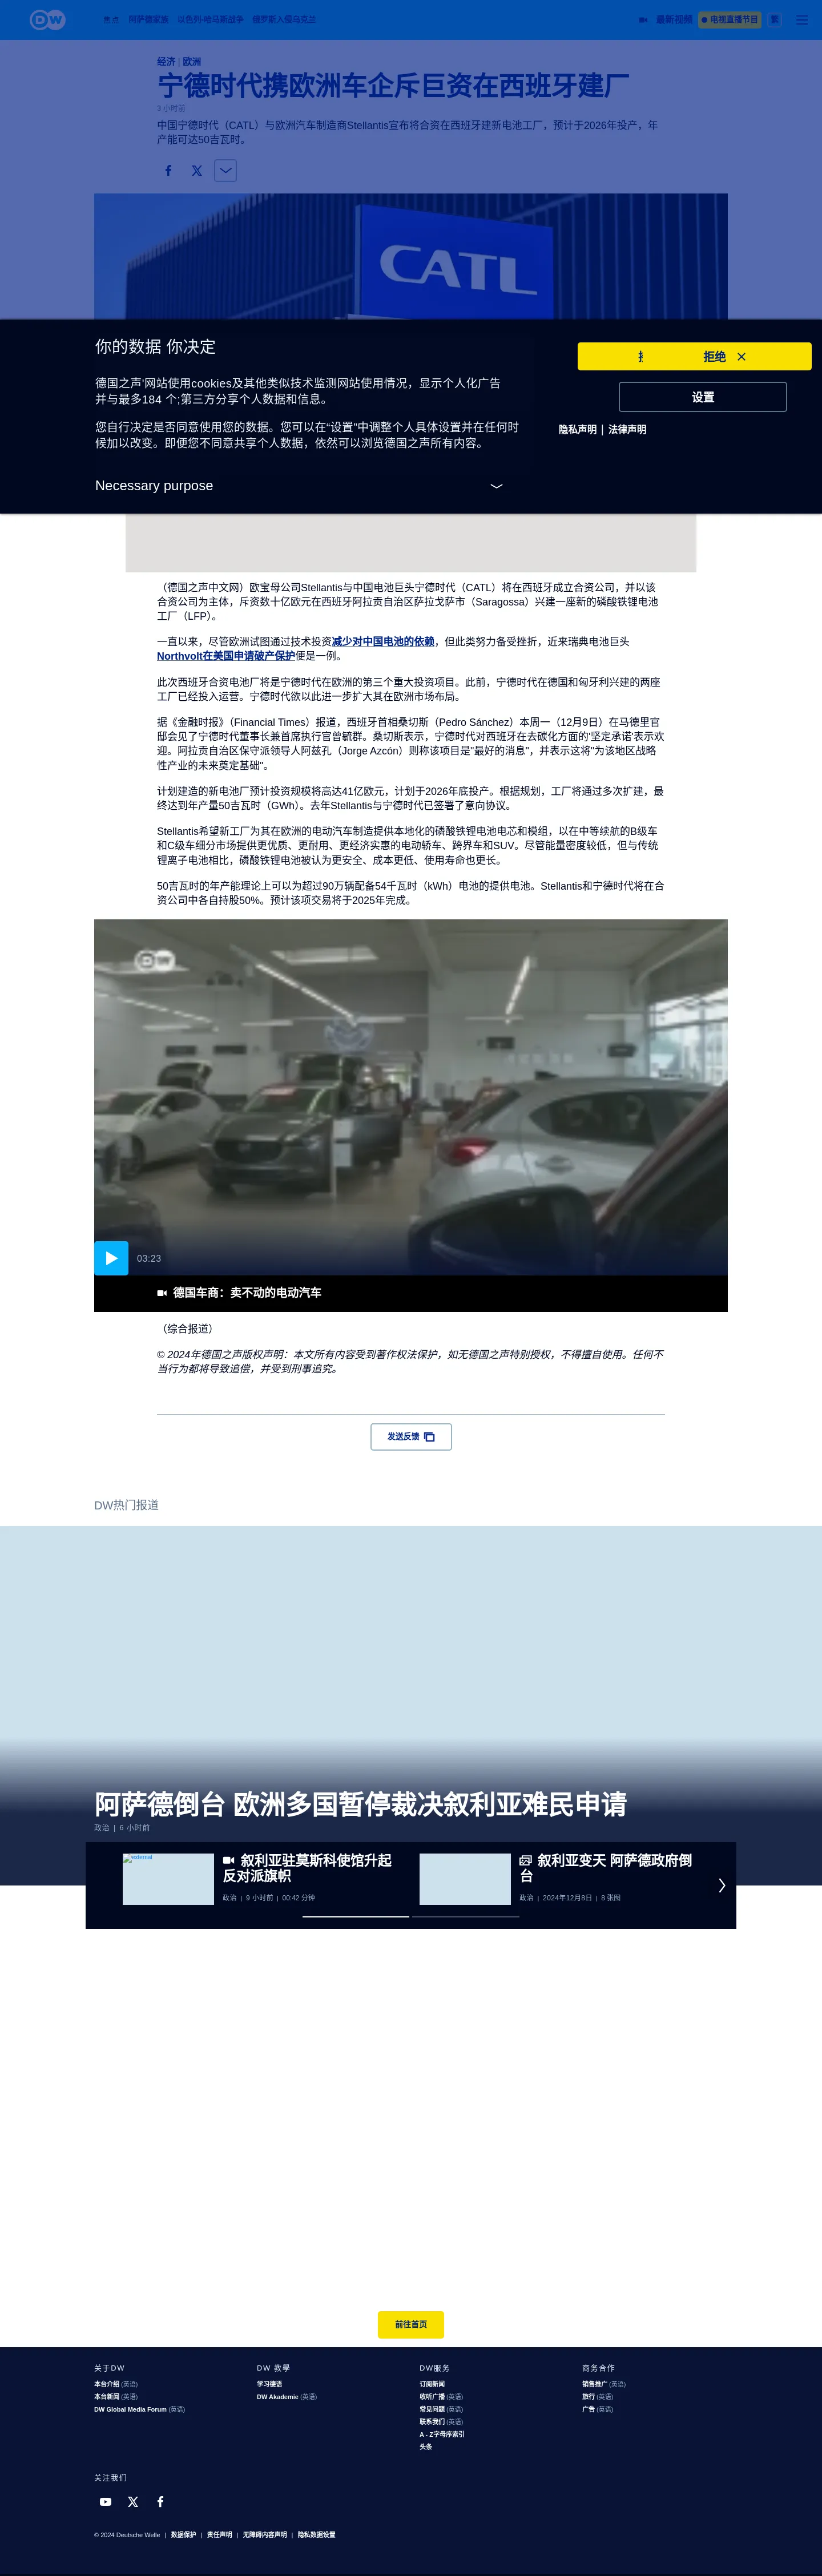 DW
焦点 阿萨德家族 以色列-哈马斯战争 俄罗斯入侵乌克兰
最新视频 电视直播节目 繁
经济 | 欧洲
宁德时代携欧洲车企斥巨资在西班牙建厂
3 小时前
中国宁德时代（CATL）与欧洲汽车制造商Stellantis宣布将合资在西班牙建新电池工厂，预计于2026年投产，年
产能可达50吉瓦时。
CATL
你的数据 你决定
德国之声'网站使用cookies及其他类似技术监测网站使用情况，显示个人化广告
并与最多184 个;第三方分享个人数据和信息。
您自行决定是否同意使用您的数据。您可以在“设置”中调整个人具体设置并在任何时
候加以改变。即便您不同意共享个人数据，依然可以浏览德国之声所有内容。
Necessary purpose
拒绝
设置
隐私声明 | 法律声明
（德国之声中文网）欧宝母公司Stellantis与中国电池巨头宁德时代（CATL）将在西班牙成立合资公司，并以该
合资公司为主体，斥资数十亿欧元在西班牙阿拉贡自治区萨拉戈萨市（Saragossa）兴建一座新的磷酸铁锂电池
工厂（LFP）。
一直以来，尽管欧洲试图通过技术投资减少对中国电池的依赖，但此类努力备受挫折，近来瑞典电池巨头
Northvolt在美国申请破产保护便是一例。
此次西班牙合资电池厂将是宁德时代在欧洲的第三个重大投资项目。此前，宁德时代在德国和匈牙利兴建的两座
工厂已经投入运营。宁德时代欲以此进一步扩大其在欧洲市场布局。
据《金融时报》（Financial Times）报道，西班牙首相桑切斯（Pedro Sánchez）本周一（12月9日）在马德里官
邸会见了宁德时代董事长兼首席执行官曾毓群。桑切斯表示，宁德时代对西班牙在去碳化方面的'坚定承诺'表示欢
迎。阿拉贡自治区保守派领导人阿兹孔（Jorge Azcón）则称该项目是"最好的消息"，并表示这将"为该地区战略
性产业的未来奠定基础"。
计划建造的新电池厂预计投资规模将高达41亿欧元，计划于2026年底投产。根据规划，工厂将通过多次扩建，最
终达到年产量50吉瓦时（GWh）。去年Stellantis与宁德时代已签署了意向协议。
Stellantis希望新工厂为其在欧洲的电动汽车制造提供本地化的磷酸铁锂电池电芯和模组，以在中等续航的B级车
和C级车细分市场提供更优质、更耐用、更经济实惠的电动轿车、跨界车和SUV。尽管能量密度较低，但与传统
锂离子电池相比，磷酸铁锂电池被认为更安全、成本更低、使用寿命也更长。
50吉瓦时的年产能理论上可以为超过90万辆配备54千瓦时（kWh）电池的提供电池。Stellantis和宁德时代将在合
资公司中各自持股50%。预计该项交易将于2025年完成。
DW
03:23
德国车商：卖不动的电动汽车
（综合报道）
© 2024年德国之声版权声明：本文所有内容受到著作权法保护，如无德国之声特别授权，不得擅自使用。任何不
当行为都将导致追偿，并受到刑事追究。
发送反馈
DW热门报道
阿萨德倒台 欧洲多国暂停裁决叙利亚难民申请
政治 | 6 小时前
external
叙利亚驻莫斯科使馆升起
反对派旗帜
政治 | 9 小时前 | 00:42 分钟
叙利亚变天 阿萨德政府倒
台
政治 | 2024年12月8日 | 8 张图
前往首页
关于DW
本台介绍 (英语)
本台新闻 (英语)
DW Global Media Forum (英语)
DW 教學
学习德语
DW Akademie (英语)
DW服务
订阅新闻
收听广播 (英语)
常见问题 (英语)
联系我们 (英语)
A - Z字母序索引
头条
商务合作
销售推广 (英语)
旅行 (英语)
广告 (英语)
关注我们
© 2024 Deutsche Welle | 数据保护 | 责任声明 | 无障碍内容声明 | 隐私数据设置